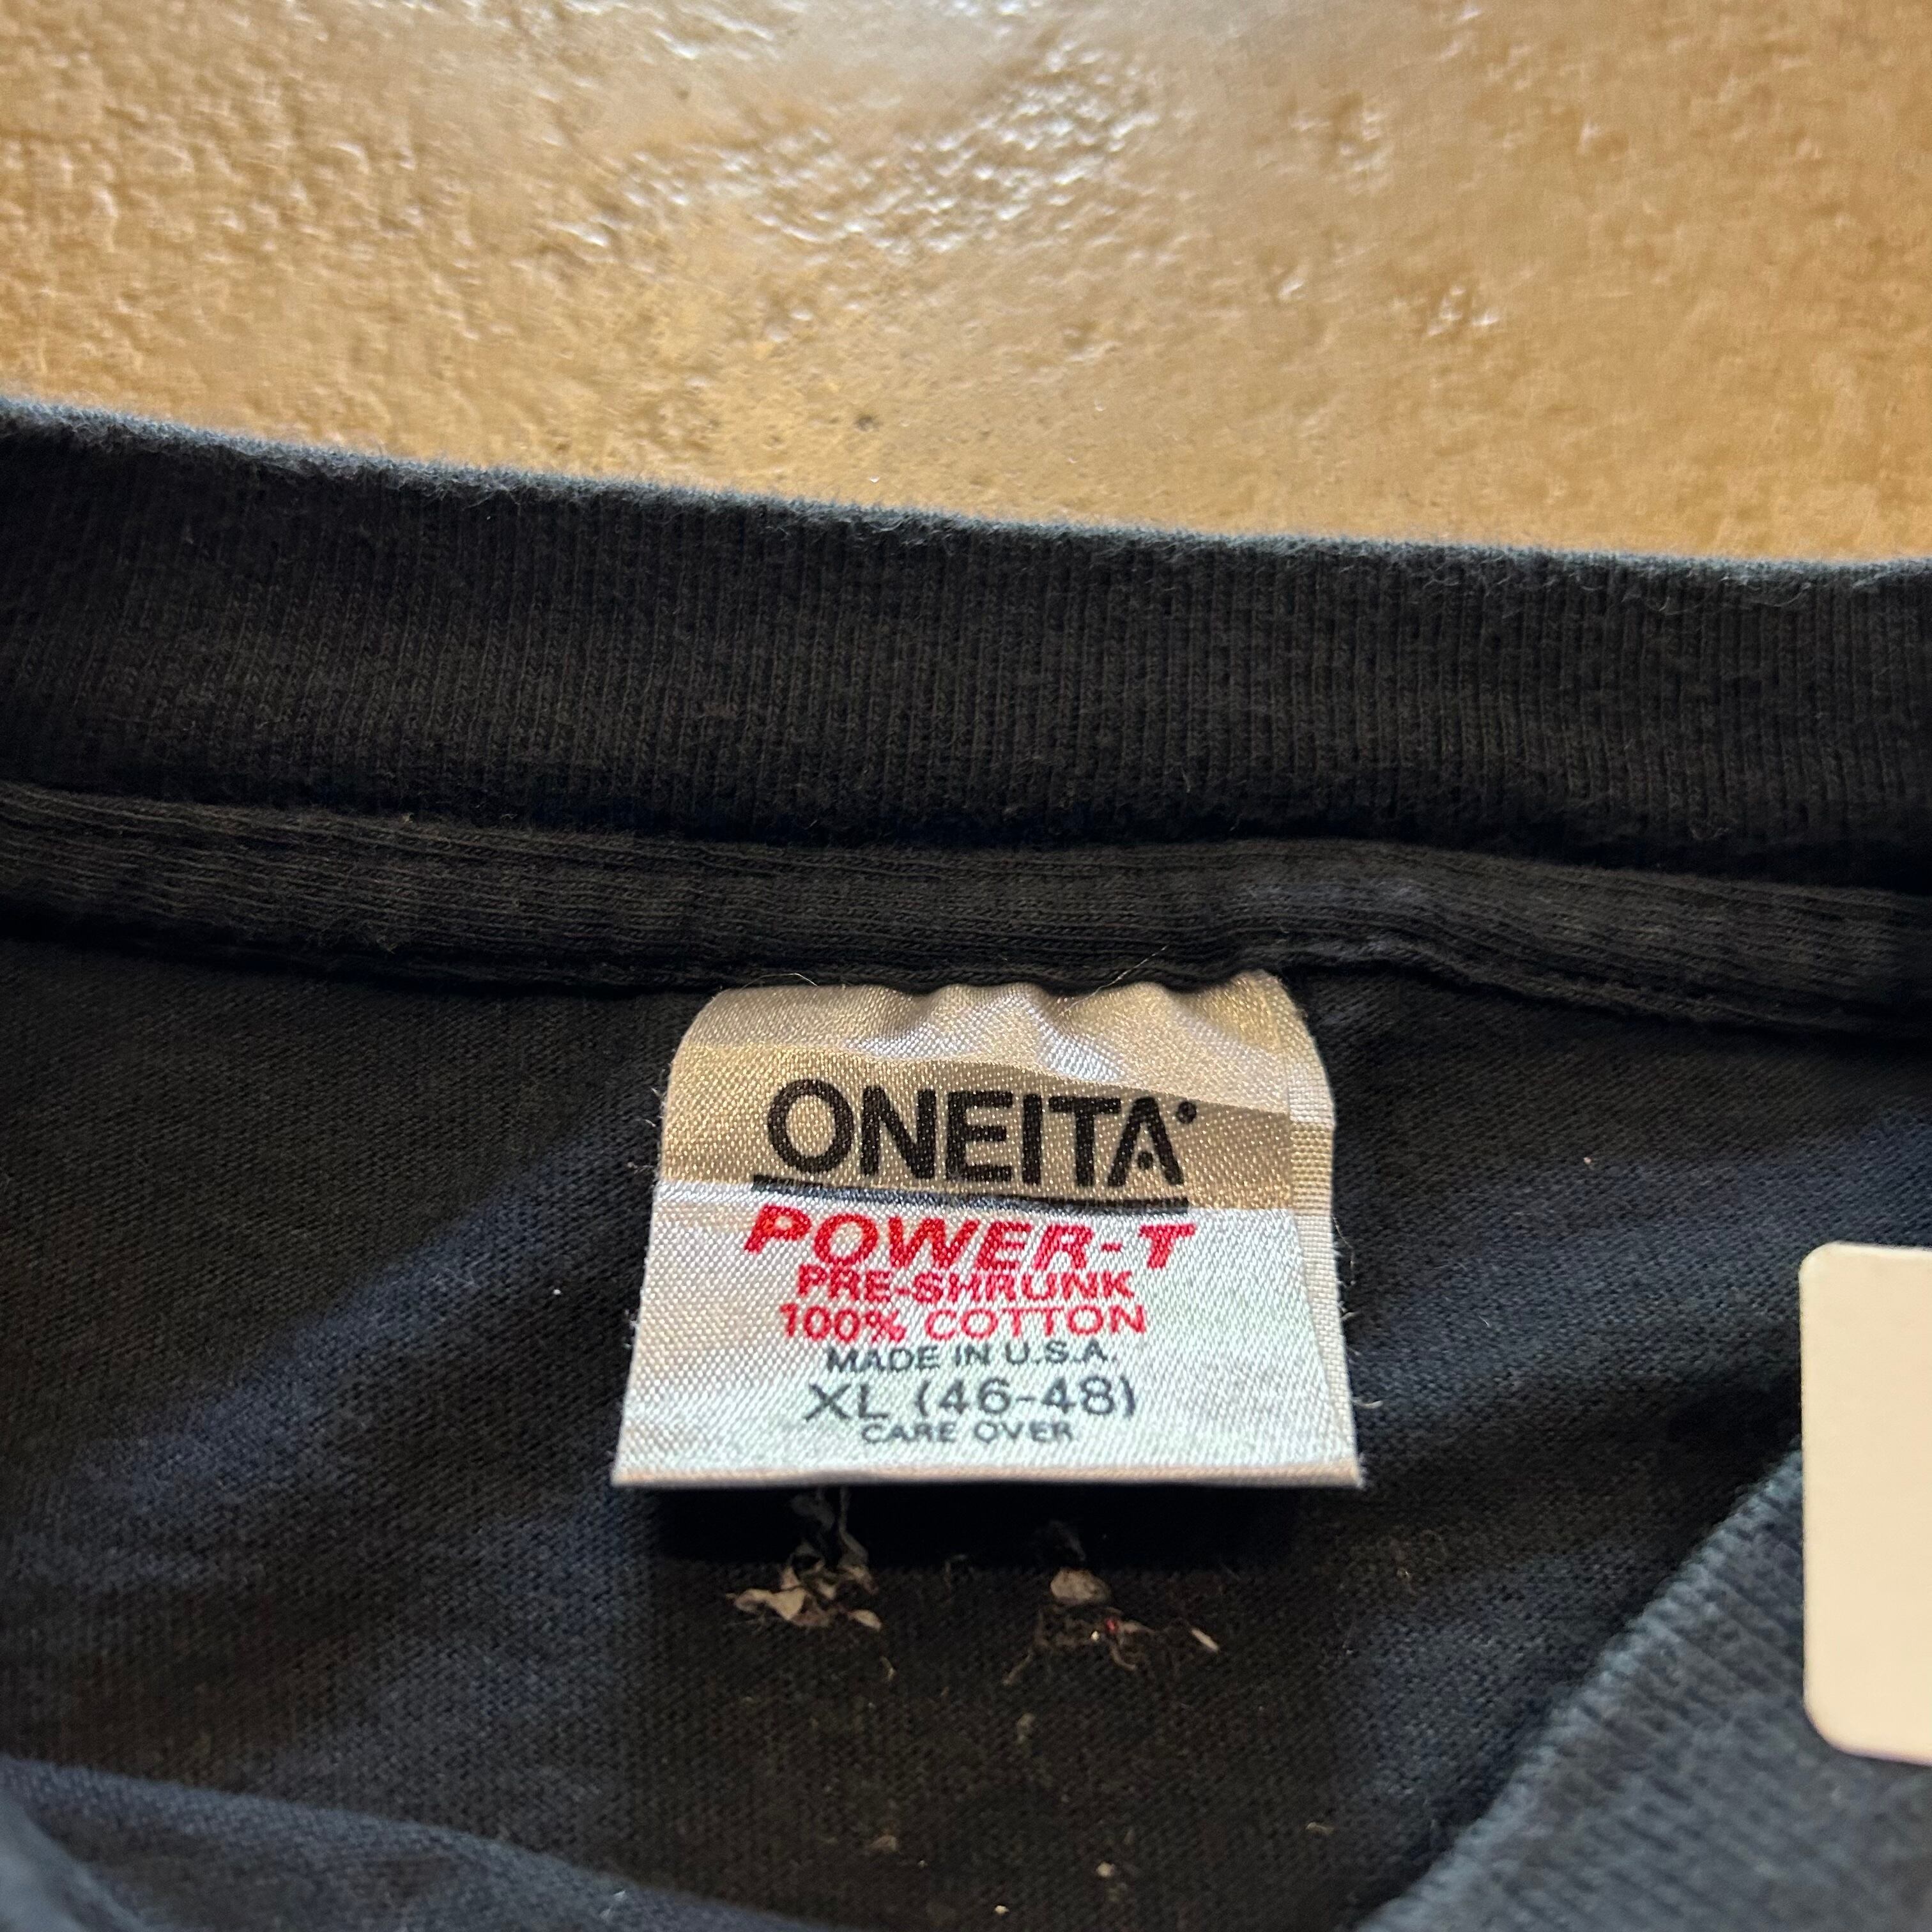 ONEITA
POWER-T
PRE-SHRUNK
100% COTTON
MADE IN U.S.A.
XL (46-48)
CARE OVER